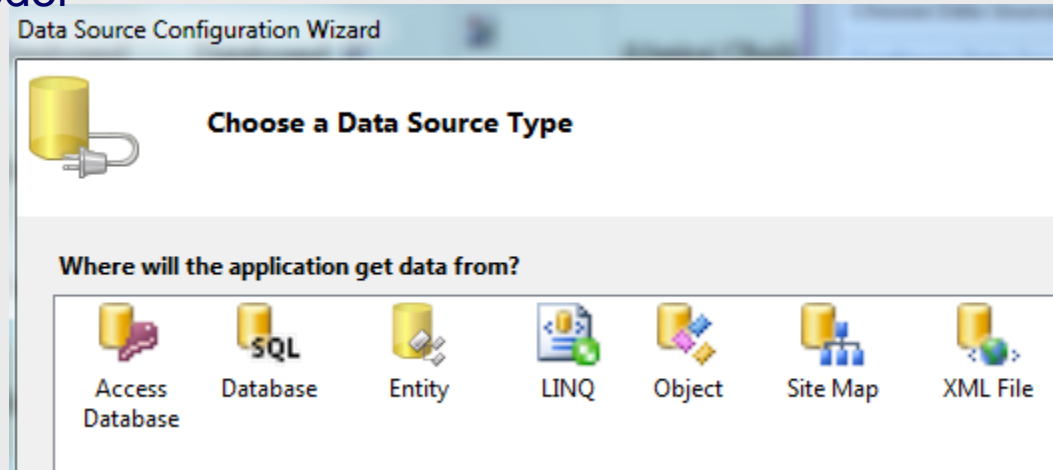 Data Source Configuration Wizard
Choose a Data Source Type
Where will the application get data from?
SQL
Access Database Entity LINQ Object Site Map XML File
Database